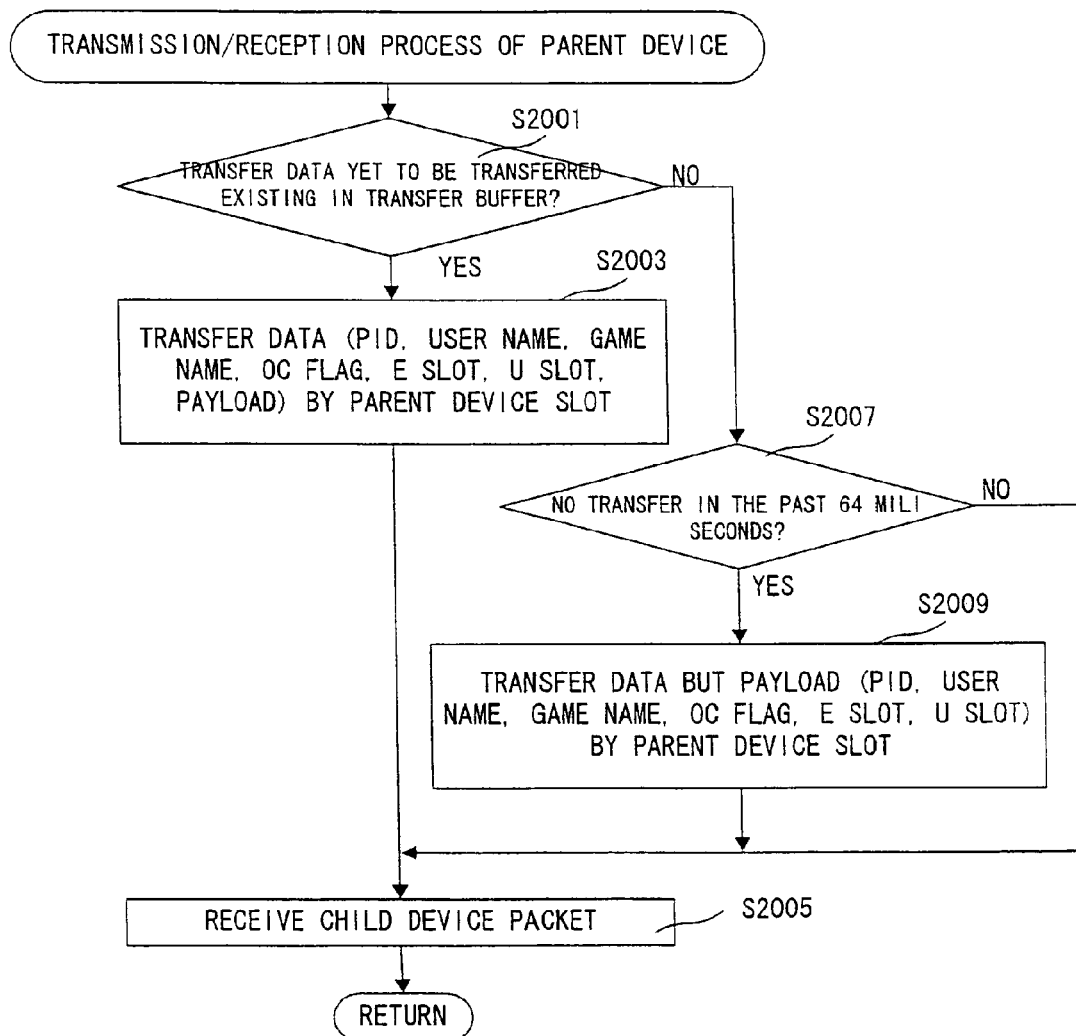 TRANSMISSION/RECEPTION PROCESS OF PARENT DEVICE
S2001
TRANSFER DATA YET TO BE TRANSFERRED
EXISTING IN TRANSFER BUFFER?
NO
YES
S2003
TRANSFER DATA (PID, USER NAME, GAME
NAME, OC FLAG, E SLOT, U SLOT,
PAYLOAD) BY PARENT DEVICE SLOT
S2007
NO TRANSFER IN THE PAST 64 MILI
SECONDS?
NO
YES
S2009
TRANSFER DATA BUT PAYLOAD (PID, USER
NAME, GAME NAME, OC FLAG, E SLOT, U SLOT)
BY PARENT DEVICE SLOT
RECEIVE CHILD DEVICE PACKET
S2005
RETURN